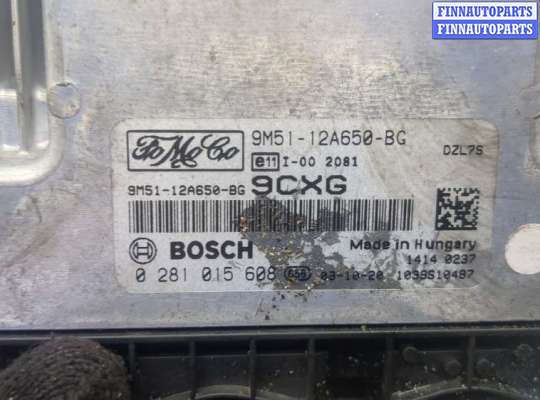 FINNAUTOPARTS
FINNAUTOPARTS
FoMoCo
9M51-12A650-BG
DZL7S
e11 I-00 2081
9M51-12A650-BG 9CXG
BOSCH
Made in Hungary
1414 0237
0 281 015 608
03-10-20
1039S10487